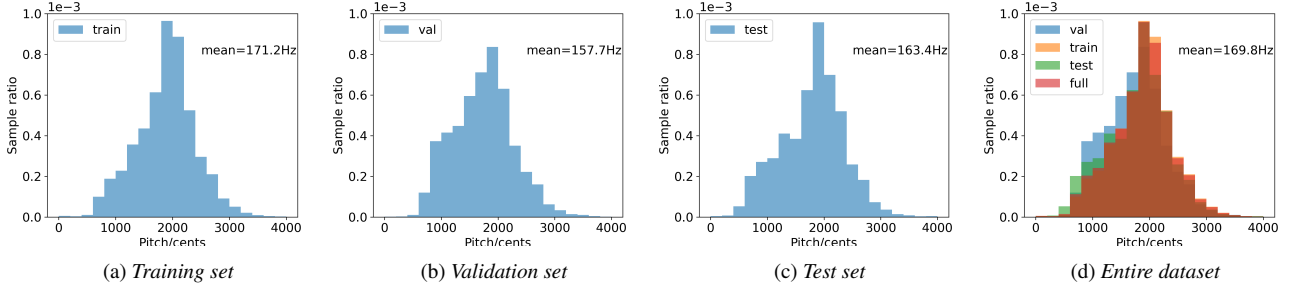 1e−3
train
mean=171.2Hz
Sample ratio
1.0
0.8
0.6
0.4
0.2
0.0
0 1000 2000 3000 4000
Pitch/cents
(a) Training set
1e−3
val
mean=157.7Hz
Sample ratio
1.0
0.8
0.6
0.4
0.2
0.0
0 1000 2000 3000 4000
Pitch/cents
(b) Validation set
1e−3
test
mean=163.4Hz
Sample ratio
1.0
0.8
0.6
0.4
0.2
0.0
0 1000 2000 3000 4000
Pitch/cents
(c) Test set
1e−3
val
train
test
full
mean=169.8Hz
Sample ratio
1.0
0.8
0.6
0.4
0.2
0.0
0 1000 2000 3000 4000
Pitch/cents
(d) Entire dataset